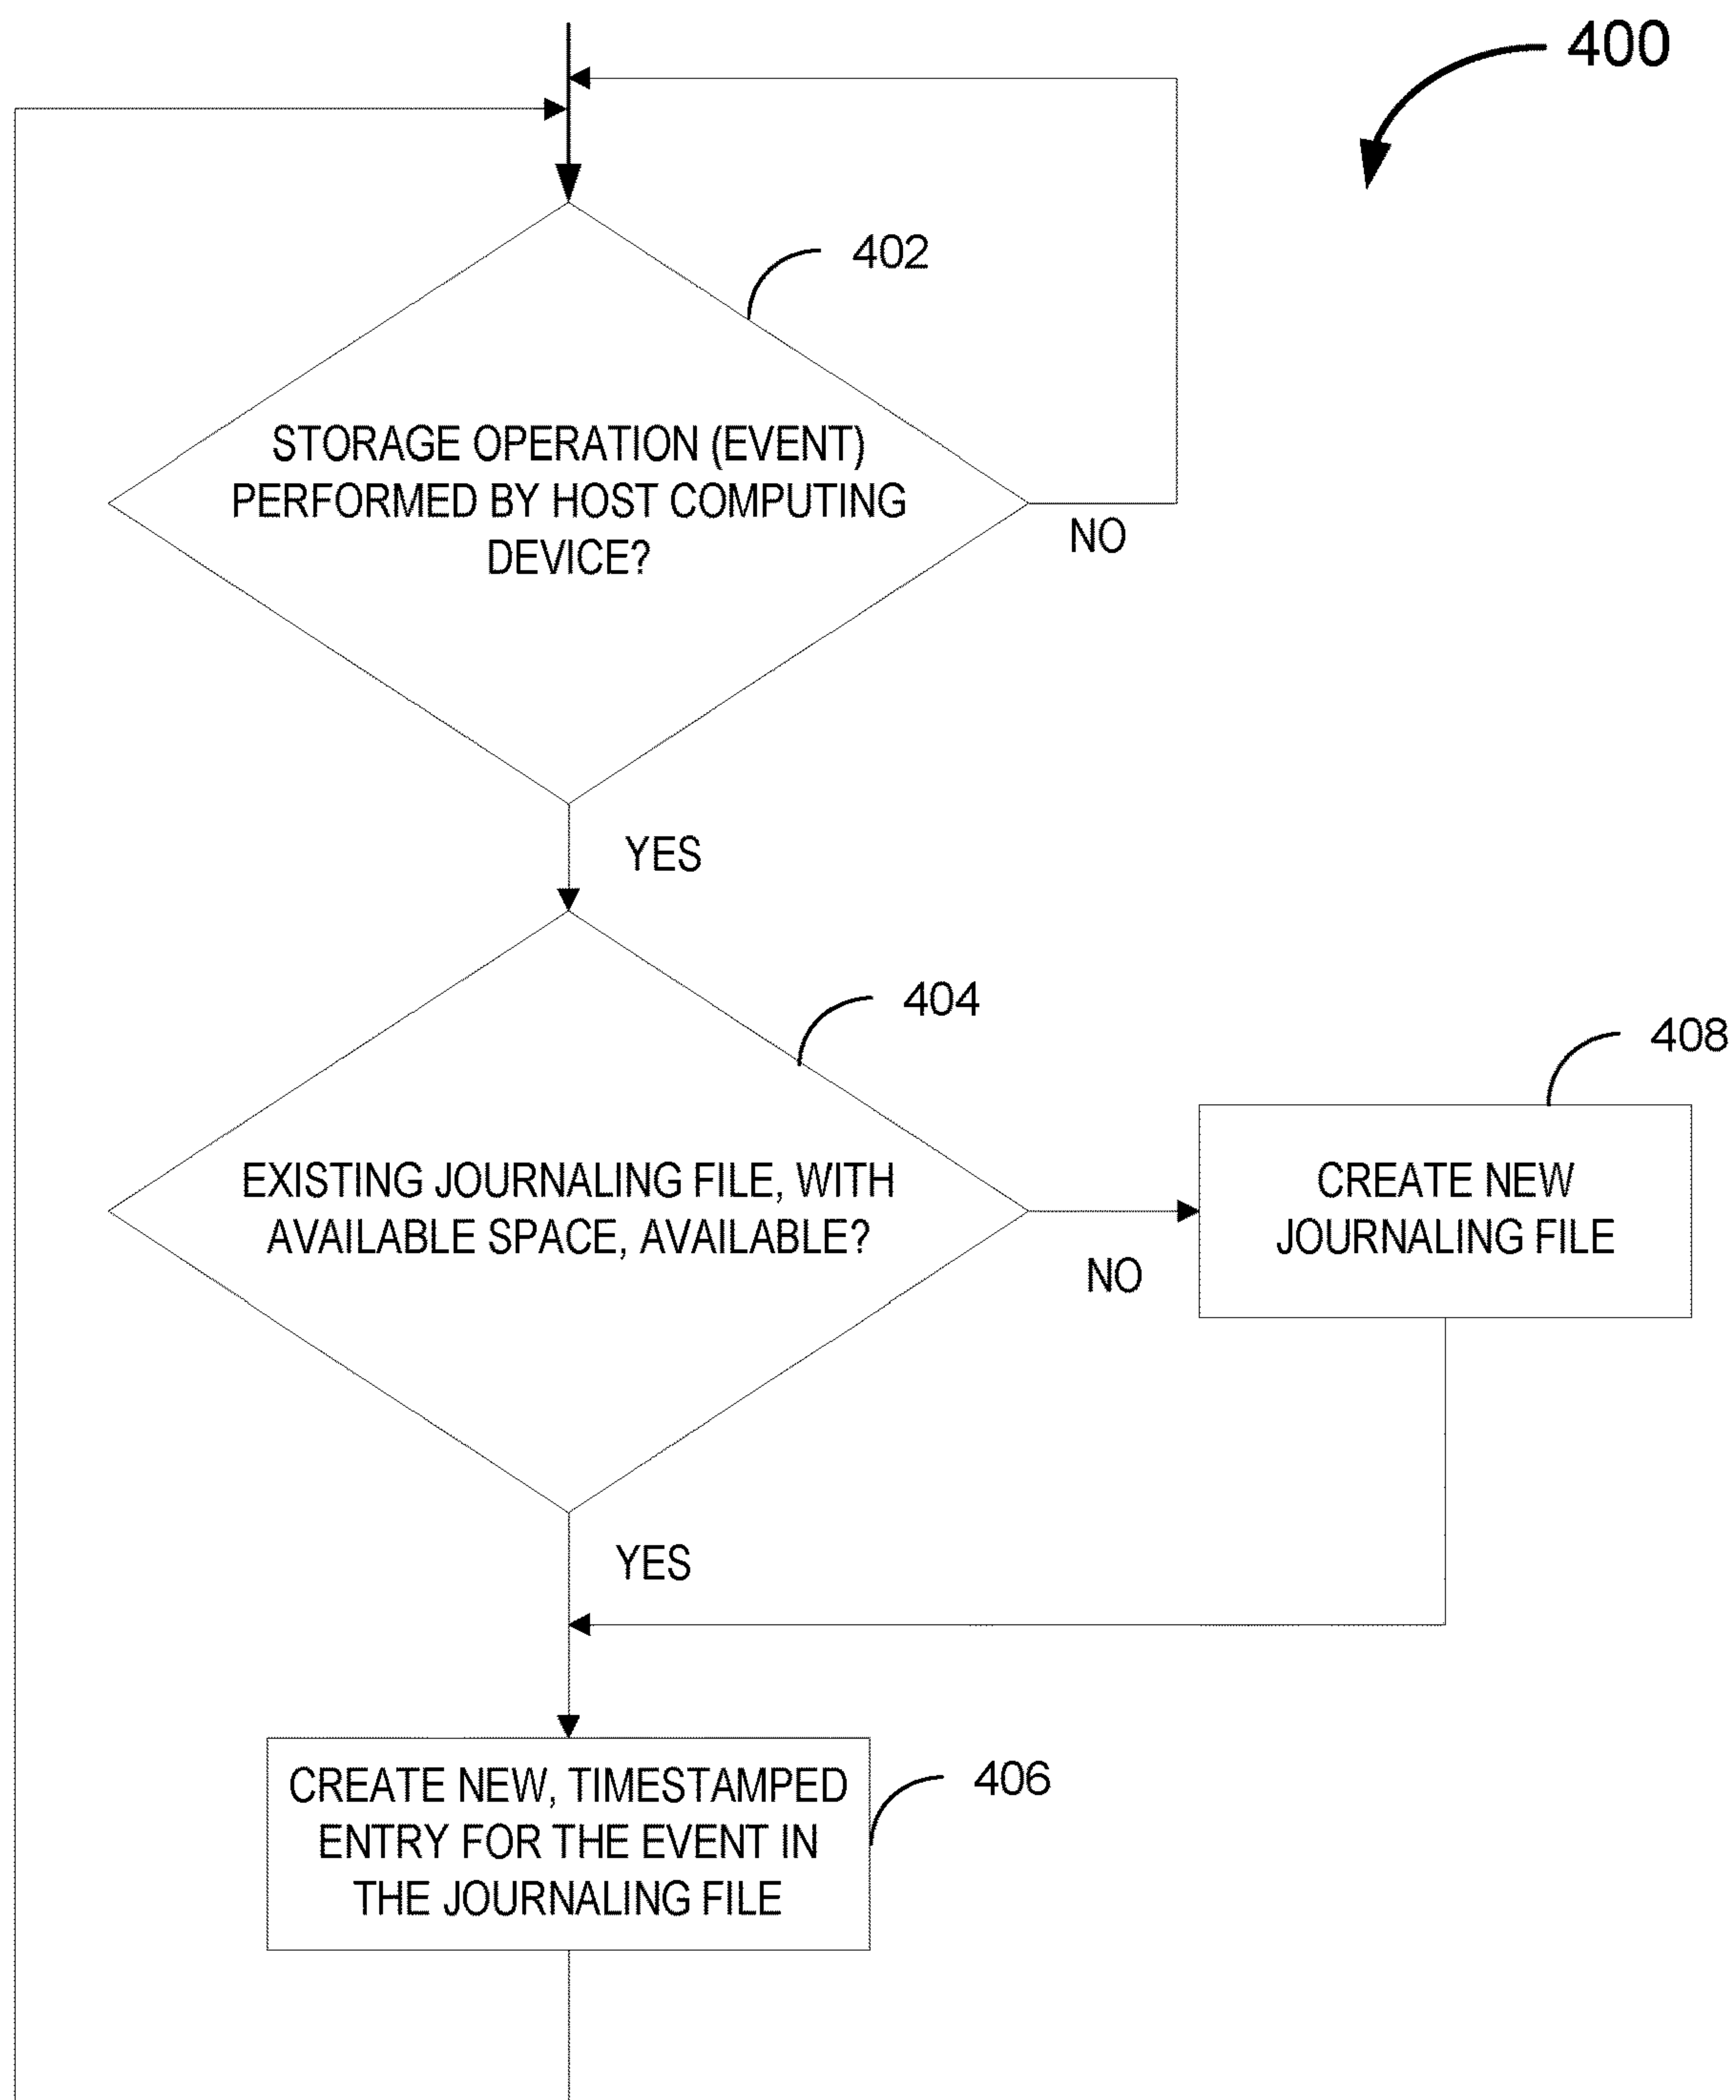 400
402
STORAGE OPERATION (EVENT)
PERFORMED BY HOST COMPUTING
DEVICE?
NO
YES
404
408
EXISTING JOURNALING FILE, WITH
AVAILABLE SPACE, AVAILABLE?
CREATE NEW
JOURNALING FILE
NO
YES
CREATE NEW, TIMESTAMPED
ENTRY FOR THE EVENT IN
THE JOURNALING FILE
406